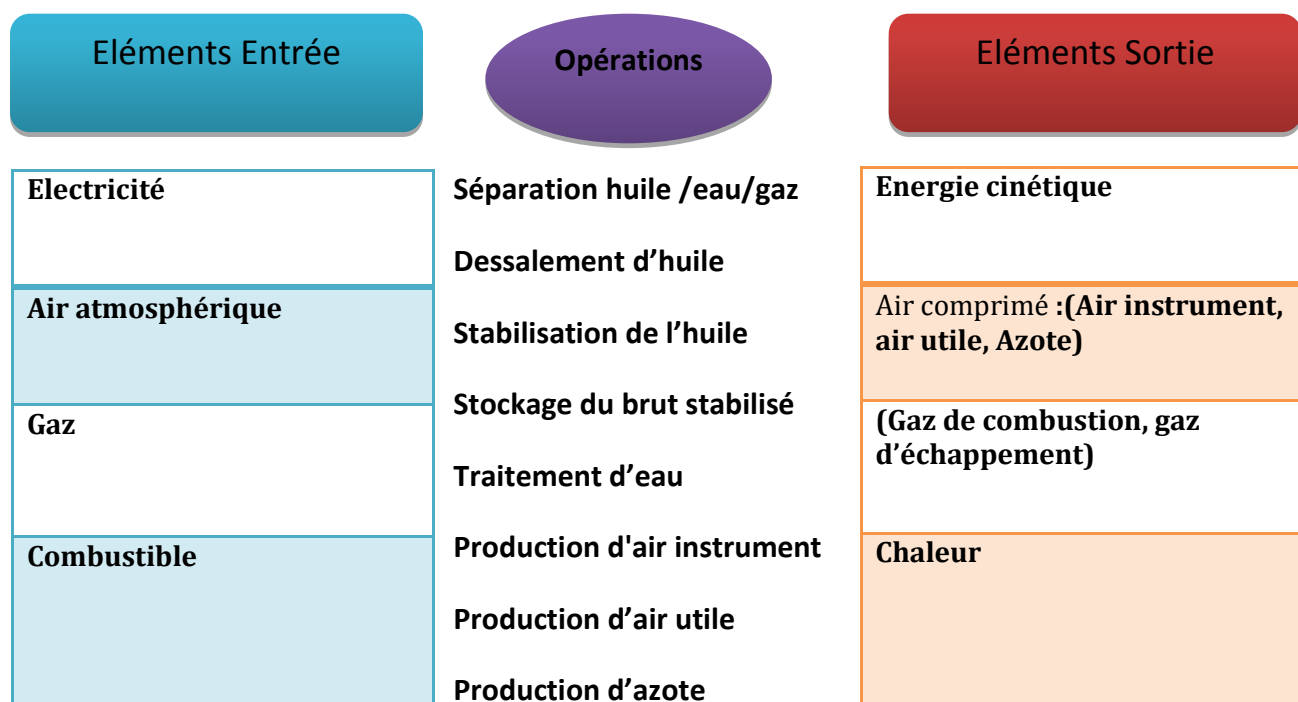 Eléments Entrée
Opérations
Eléments Sortie
Electricité
Air atmosphérique
Gaz
Combustible
Séparation huile /eau/gaz
Dessalement d’huile
Stabilisation de l’huile
Stockage du brut stabilisé
Traitement d’eau
Production d'air instrument
Production d’air utile
Production d’azote
Energie cinétique
Air comprimé :(Air instrument,
air utile, Azote)
(Gaz de combustion, gaz
d’échappement)
Chaleur